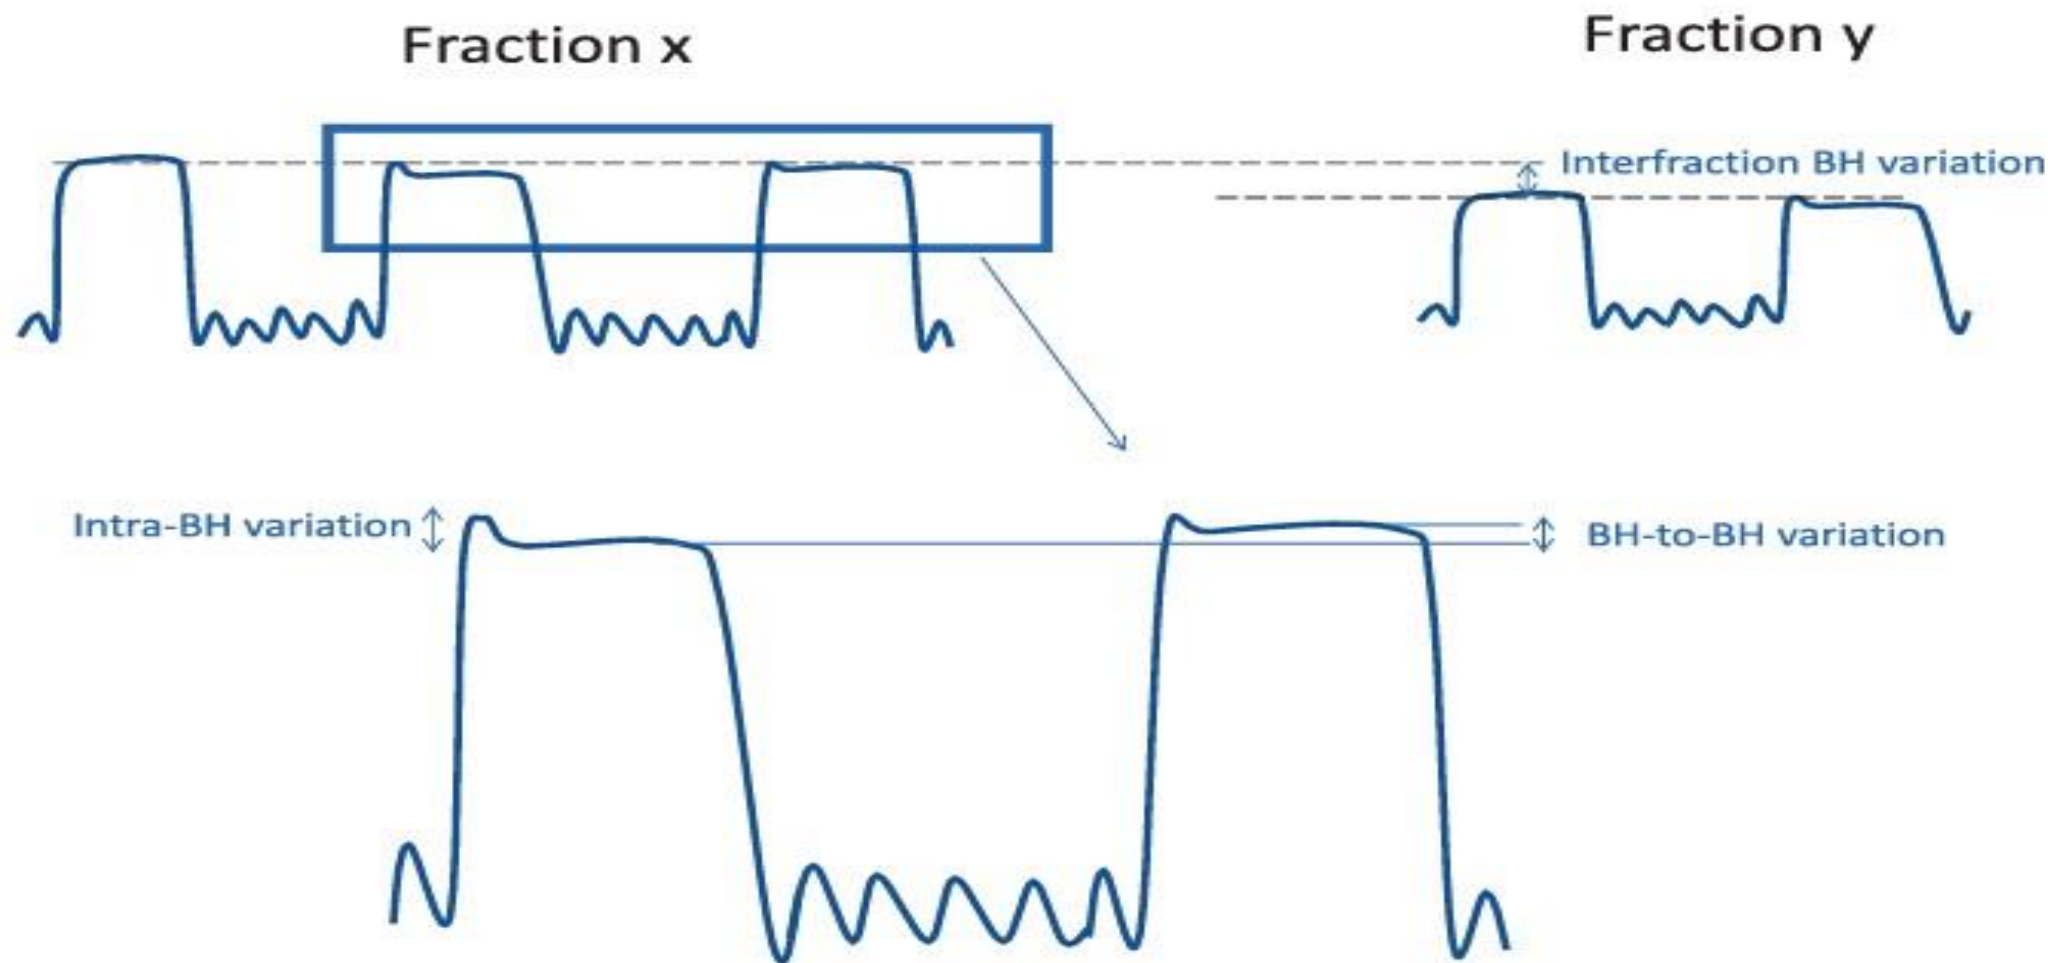 Fraction x
Fraction y
Interfraction BH variation
Intra-BH variation
BH-to-BH variation